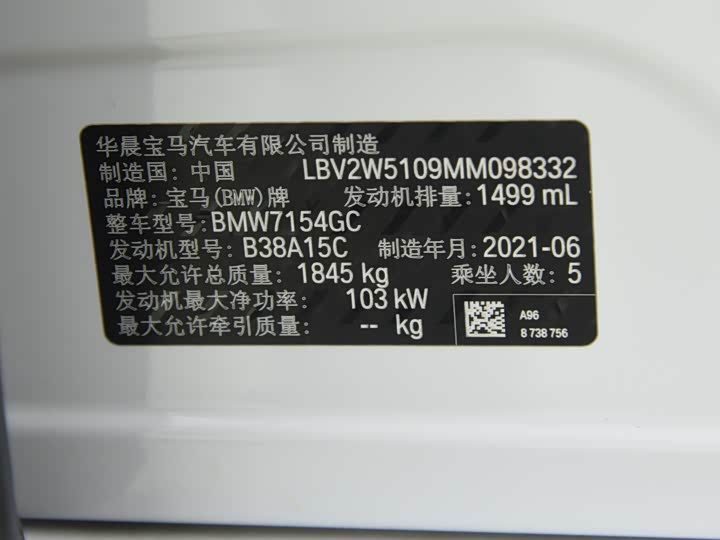 华晨宝马汽车有限公司制造
制造国: 中国 LBV2W5109MM098332
品牌: 宝马(BMW)牌 发动机排量: 1499 mL
整车型号: BMW7154GC
发动机型号: B38A15C 制造年月: 2021-06
最大允许总质量: 1845 kg 乘坐人数: 5
发动机最大净功率: 103 kW
最大允许牵引质量: -- kg
A96
8 738 756